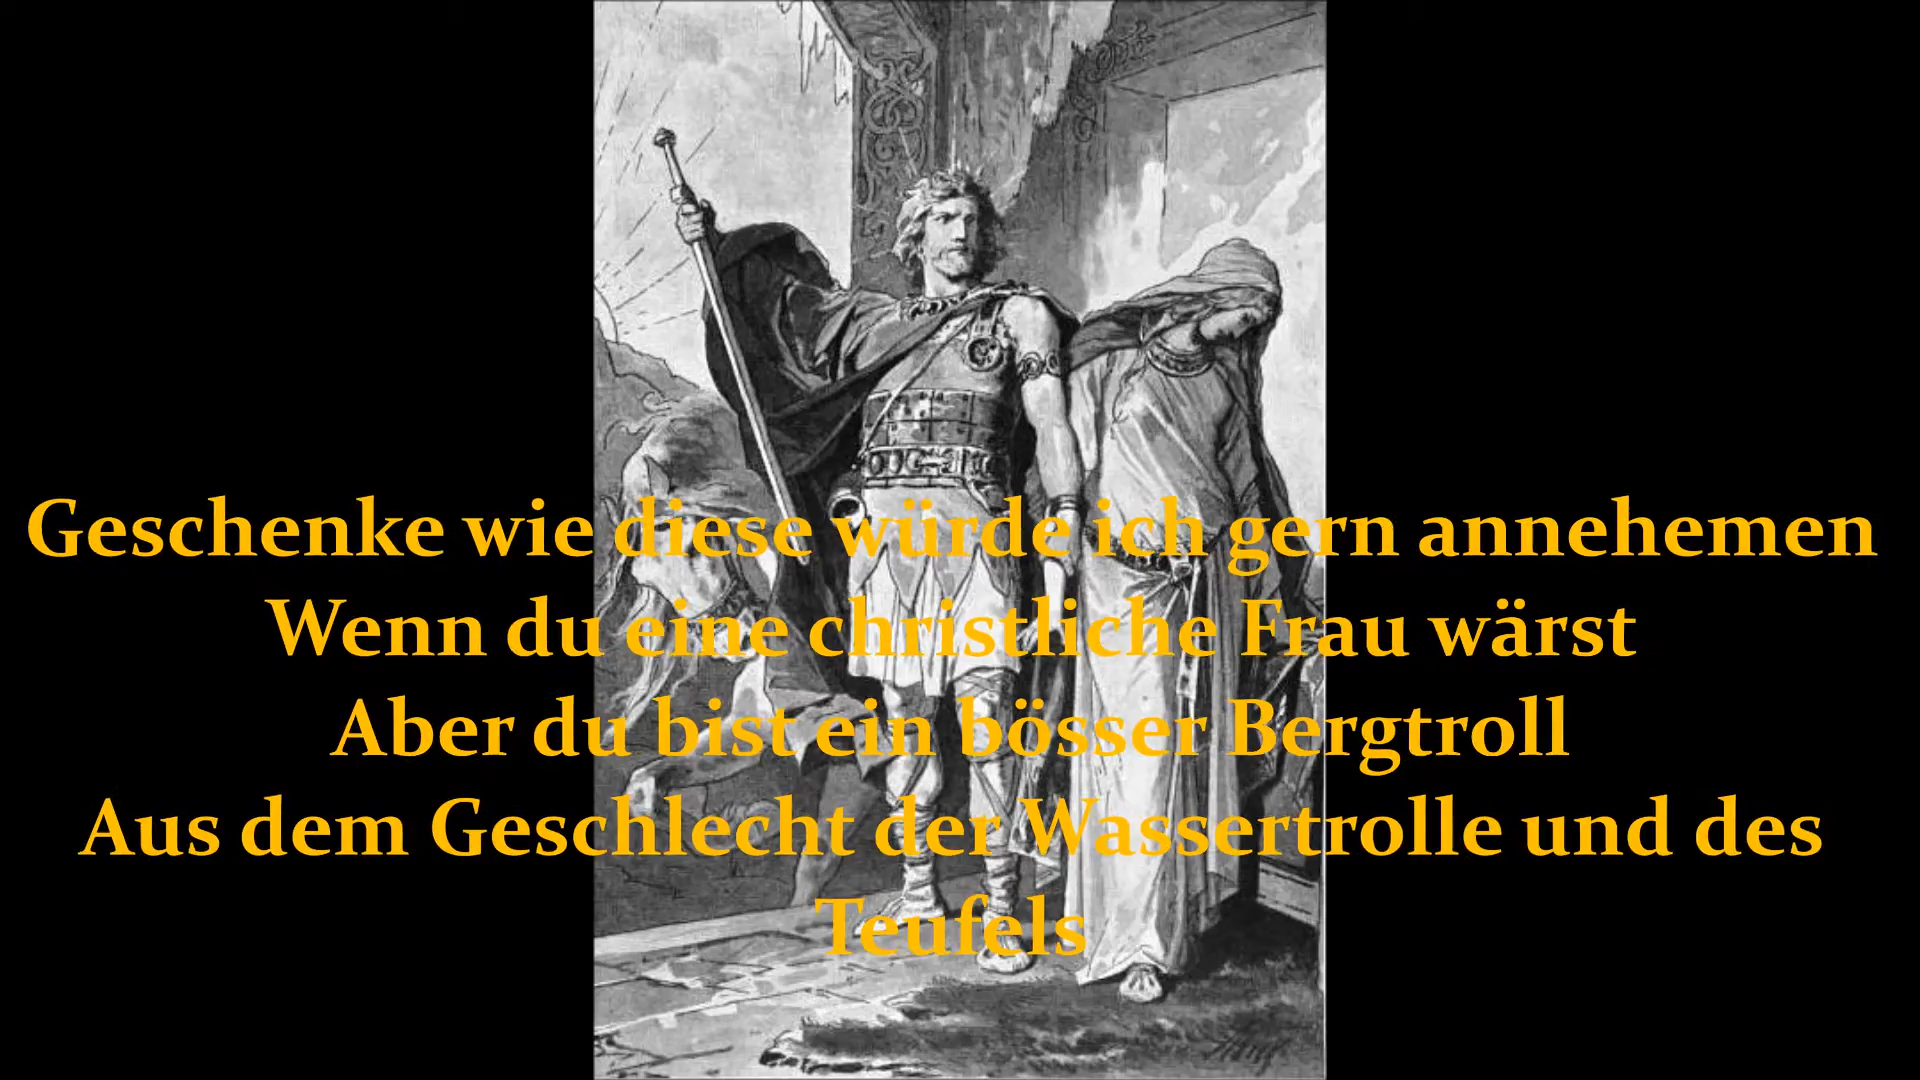 Geschenke wie diese würde ich gern annehemen
Wenn du eine christliche Frau wärst
Aber du bist ein bösser Bergtroll
Aus dem Geschlecht der Wassertrolle und des
Teufels